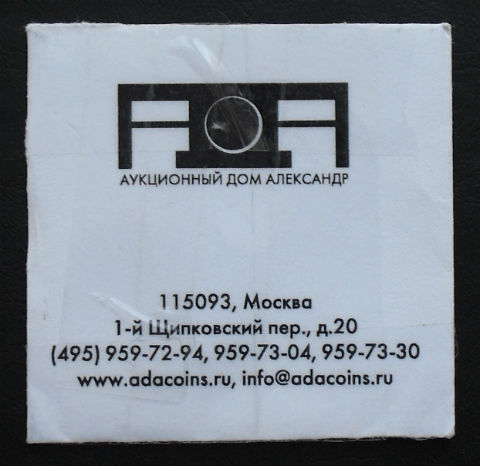 АДА
АУКЦИОННЫЙ ДОМ АЛЕКСАНДР
115093, Москва
1-й Щипковский пер., д.20
(495) 959-72-94, 959-73-04, 959-73-30
www.adacoins.ru, info@adacoins.ru